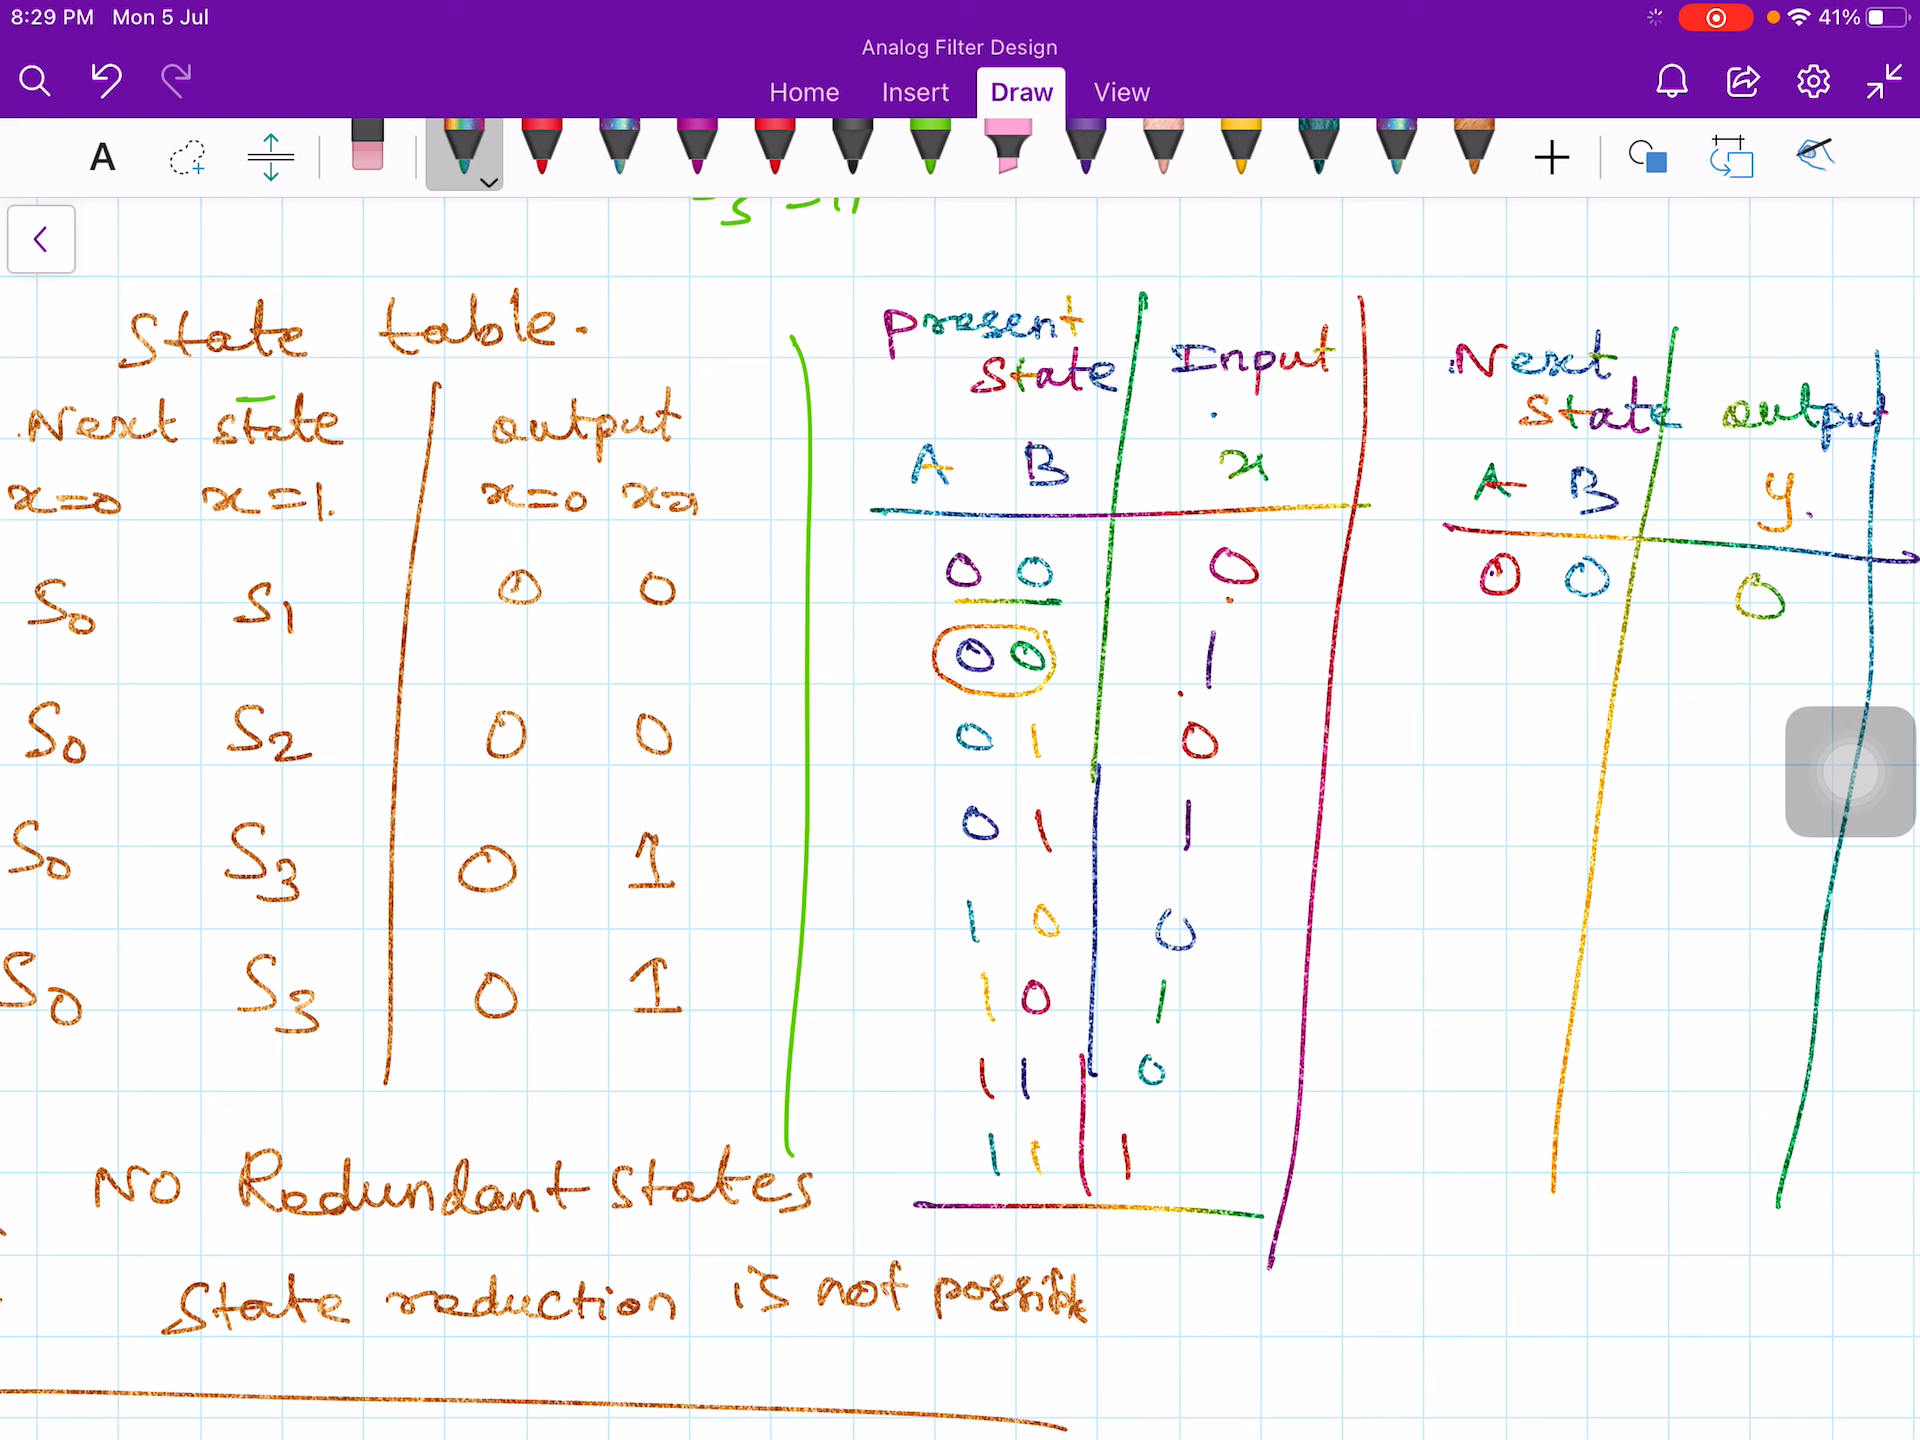 8:29 PM Mon 5 Jul
41%
Analog Filter Design
Home Insert Draw View
A
State table.
Next state output
x=0 x=1. x=0 x=1
S0 S1 0 0
S0 S2 0 0
S0 S3 0 1
S0 S3 0 1
No Redundant states
State reduction is not possible
Present State Input Next State output
A B x A B y
0 0 0 0 0 0
0 0 1
0 1 0
0 1 1
1 0 0
1 0 1
1 1 0
1 1 1